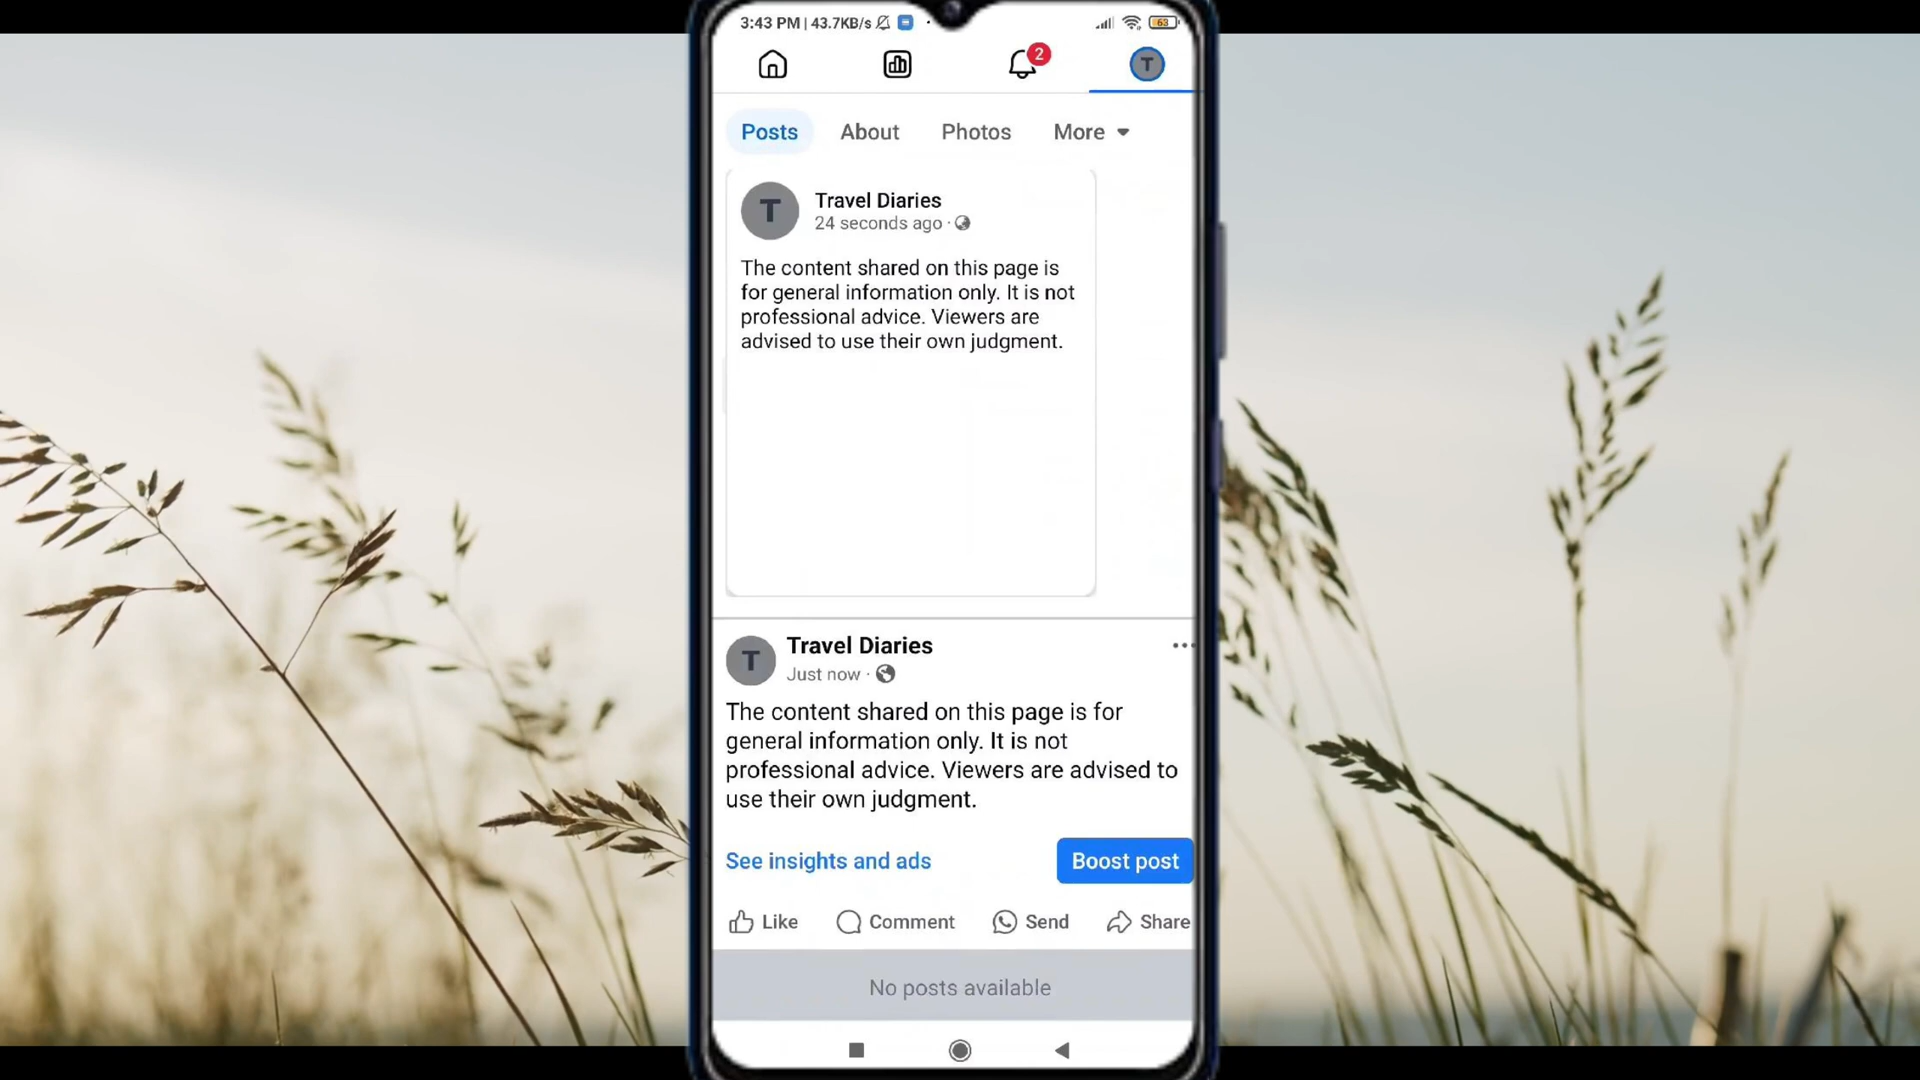 3:43 PM | 43.7KB/s
63
2
T
Posts
About
Photos
More
T
Travel Diaries
24 seconds ago ·
The content shared on this page is
for general information only. It is not
professional advice. Viewers are
advised to use their own judgment.
T
Travel Diaries
Just now ·
The content shared on this page is for
general information only. It is not
professional advice. Viewers are advised to
use their own judgment.
See insights and ads
Boost post
Like
Comment
Send
Share
No posts available